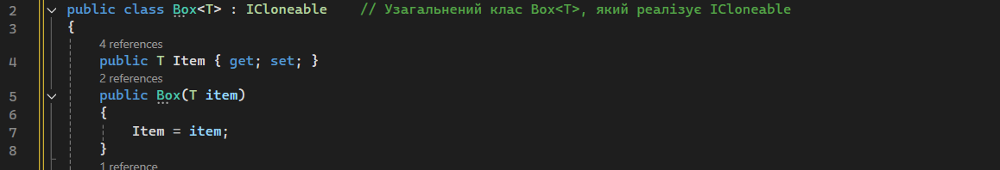 2 public class Box<T> : ICloneable // Узагальнений клас Box<T>, який реалізує ICloneable
3 {
4 references
4 public T Item { get; set; }
2 references
5 public Box(T item)
6 {
7 Item = item;
8 }
1 reference